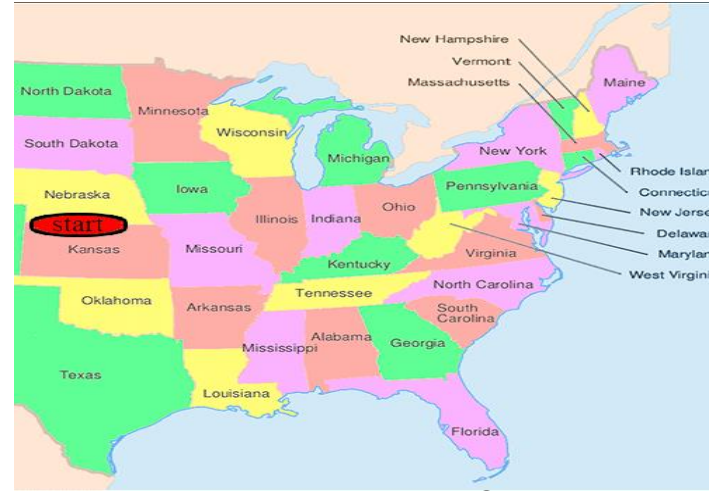 New Hampshire
Vermont
Massachusetts
Maine
North Dakota
Minnesota
Wisconsin
South Dakota
Michigan
New York
Rhode Islan
Nebraska
Iowa
Pennsylvania
Connecticu
start
Illinois
Indiana
Ohio
New Jerse
Kansas
Missouri
Delawar
Kentucky
Virginia
Marylan
West Virgini
Oklahoma
Arkansas
Tennessee
North Carolina
South
Carolina
Mississippi
Alabama
Georgia
Texas
Louisiana
Florida